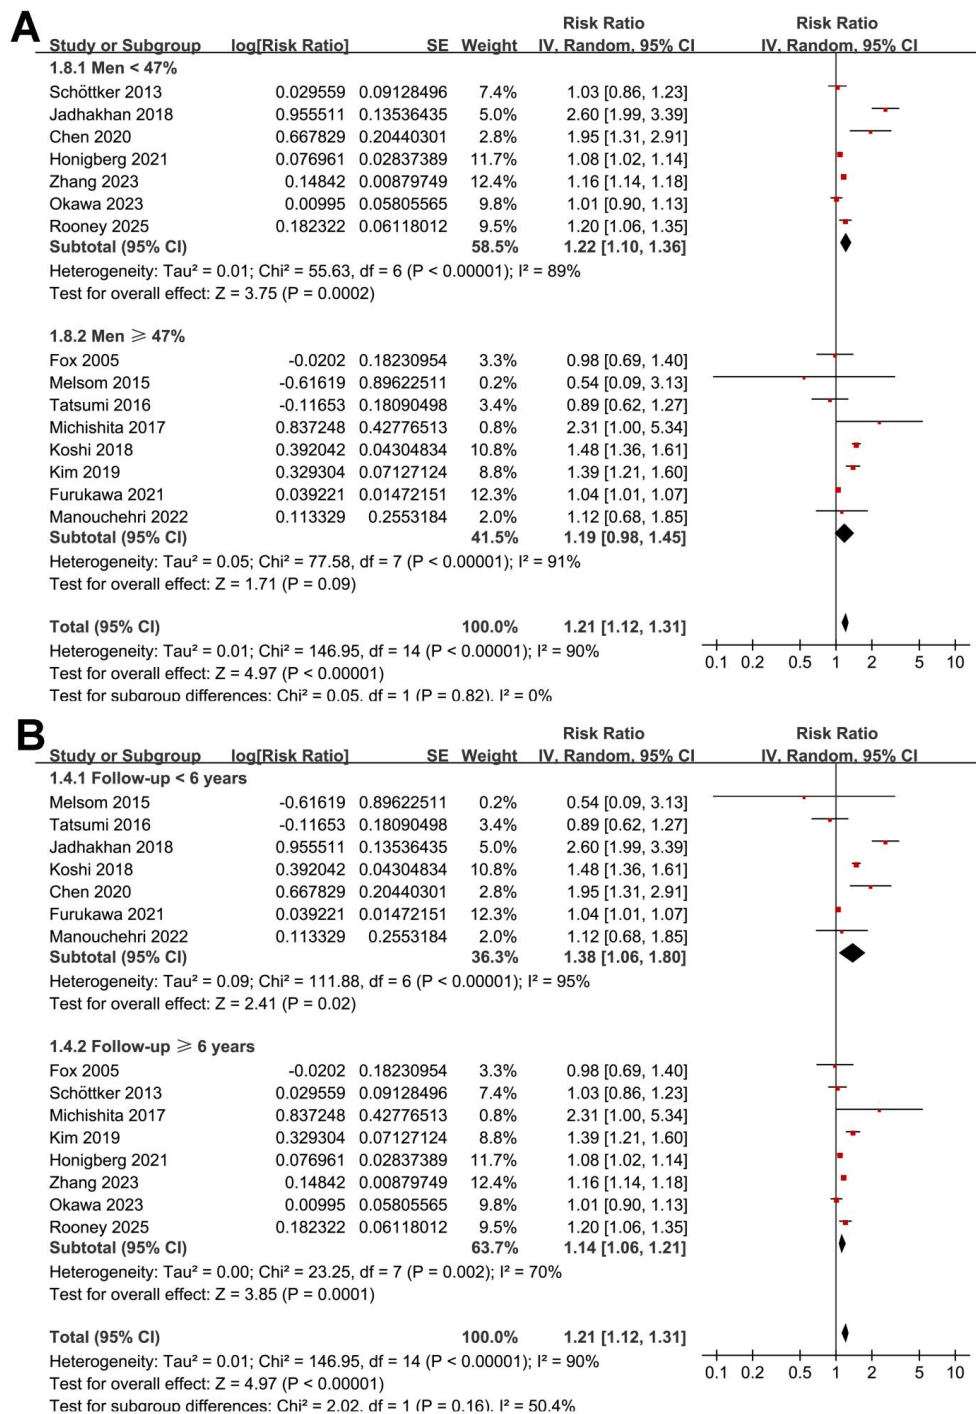 A
Risk Ratio Risk Ratio
Study or Subgroup log[Risk Ratio] SE Weight IV, Random, 95% CI IV, Random, 95% CI
1.8.1 Men < 47%
Schöttker 2013 0.029559 0.09128496 7.4% 1.03 [0.86, 1.23]
Jadhakhan 2018 0.955511 0.13536435 5.0% 2.60 [1.99, 3.39]
Chen 2020 0.667829 0.20440301 2.8% 1.95 [1.31, 2.91]
Honigberg 2021 0.076961 0.02837389 11.7% 1.08 [1.02, 1.14]
Zhang 2023 0.14842 0.00879749 12.4% 1.16 [1.14, 1.18]
Okawa 2023 0.00995 0.05805565 9.8% 1.01 [0.90, 1.13]
Rooney 2025 0.182322 0.06118012 9.5% 1.20 [1.06, 1.35]
Subtotal (95% CI) 58.5% 1.22 [1.10, 1.36]
Heterogeneity: Tau² = 0.01; Chi² = 55.63, df = 6 (P < 0.00001); I² = 89%
Test for overall effect: Z = 3.75 (P = 0.0002)
1.8.2 Men ≥ 47%
Fox 2005 -0.0202 0.18230954 3.3% 0.98 [0.69, 1.40]
Melsom 2015 -0.61619 0.89622511 0.2% 0.54 [0.09, 3.13]
Tatsumi 2016 -0.11653 0.18090498 3.4% 0.89 [0.62, 1.27]
Michishita 2017 0.837248 0.42776513 0.8% 2.31 [1.00, 5.34]
Koshi 2018 0.392042 0.04304834 10.8% 1.48 [1.36, 1.61]
Kim 2019 0.329304 0.07127124 8.8% 1.39 [1.21, 1.60]
Furukawa 2021 0.039221 0.01472151 12.3% 1.04 [1.01, 1.07]
Manouchehri 2022 0.113329 0.2553184 2.0% 1.12 [0.68, 1.85]
Subtotal (95% CI) 41.5% 1.19 [0.98, 1.45]
Heterogeneity: Tau² = 0.05; Chi² = 77.58, df = 7 (P < 0.00001); I² = 91%
Test for overall effect: Z = 1.71 (P = 0.09)
Total (95% CI) 100.0% 1.21 [1.12, 1.31]
Heterogeneity: Tau² = 0.01; Chi² = 146.95, df = 14 (P < 0.00001); I² = 90%
Test for overall effect: Z = 4.97 (P < 0.00001)
Test for subgroup differences: Chi² = 0.05, df = 1 (P = 0.82), I² = 0%
0.1 0.2 0.5 1 2 5 10
B
Risk Ratio Risk Ratio
Study or Subgroup log[Risk Ratio] SE Weight IV, Random, 95% CI IV, Random, 95% CI
1.4.1 Follow-up < 6 years
Melsom 2015 -0.61619 0.89622511 0.2% 0.54 [0.09, 3.13]
Tatsumi 2016 -0.11653 0.18090498 3.4% 0.89 [0.62, 1.27]
Jadhakhan 2018 0.955511 0.13536435 5.0% 2.60 [1.99, 3.39]
Koshi 2018 0.392042 0.04304834 10.8% 1.48 [1.36, 1.61]
Chen 2020 0.667829 0.20440301 2.8% 1.95 [1.31, 2.91]
Furukawa 2021 0.039221 0.01472151 12.3% 1.04 [1.01, 1.07]
Manouchehri 2022 0.113329 0.2553184 2.0% 1.12 [0.68, 1.85]
Subtotal (95% CI) 36.3% 1.38 [1.06, 1.80]
Heterogeneity: Tau² = 0.09; Chi² = 111.88, df = 6 (P < 0.00001); I² = 95%
Test for overall effect: Z = 2.41 (P = 0.02)
1.4.2 Follow-up ≥ 6 years
Fox 2005 -0.0202 0.18230954 3.3% 0.98 [0.69, 1.40]
Schöttker 2013 0.029559 0.09128496 7.4% 1.03 [0.86, 1.23]
Michishita 2017 0.837248 0.42776513 0.8% 2.31 [1.00, 5.34]
Kim 2019 0.329304 0.07127124 8.8% 1.39 [1.21, 1.60]
Honigberg 2021 0.076961 0.02837389 11.7% 1.08 [1.02, 1.14]
Zhang 2023 0.14842 0.00879749 12.4% 1.16 [1.14, 1.18]
Okawa 2023 0.00995 0.05805565 9.8% 1.01 [0.90, 1.13]
Rooney 2025 0.182322 0.06118012 9.5% 1.20 [1.06, 1.35]
Subtotal (95% CI) 63.7% 1.14 [1.06, 1.21]
Heterogeneity: Tau² = 0.00; Chi² = 23.25, df = 7 (P = 0.002); I² = 70%
Test for overall effect: Z = 3.85 (P = 0.0001)
Total (95% CI) 100.0% 1.21 [1.12, 1.31]
Heterogeneity: Tau² = 0.01; Chi² = 146.95, df = 14 (P < 0.00001); I² = 90%
Test for overall effect: Z = 4.97 (P < 0.00001)
Test for subgroup differences: Chi² = 2.02, df = 1 (P = 0.16), I² = 50.4%
0.1 0.2 0.5 1 2 5 10